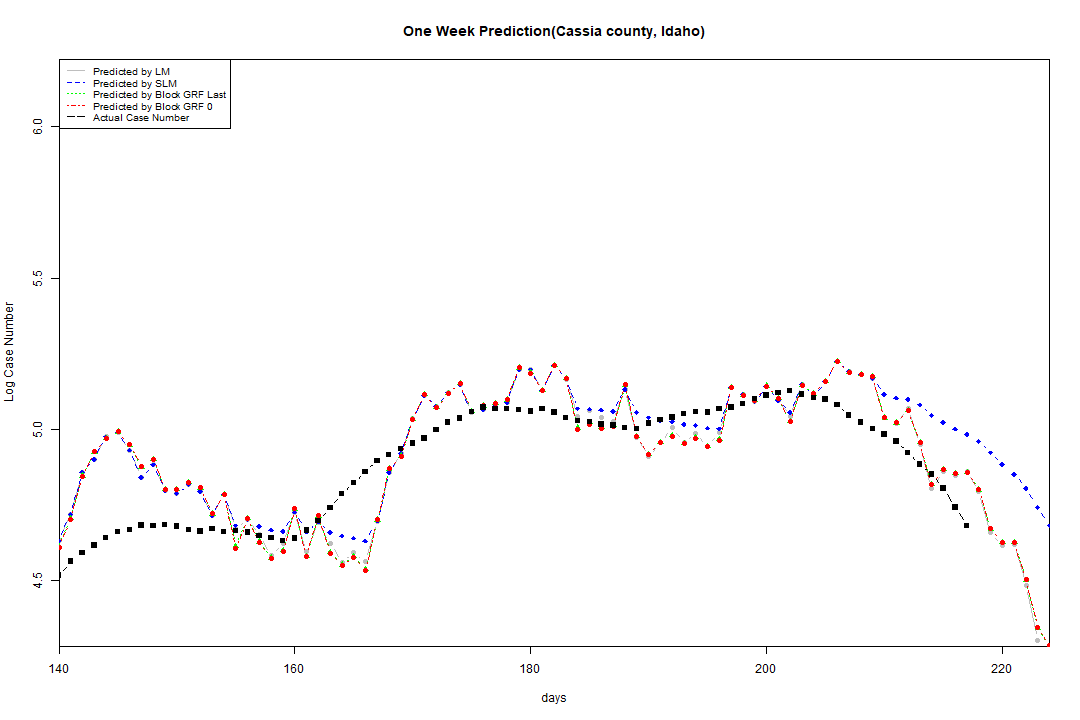 One Week Prediction(Cassia county, Idaho)
Predicted by LM
Predicted by SLM
Predicted by Block GRF Last
Predicted by Block GRF 0
Actual Case Number
6.0
5.5
5.0
4.5
Log Case Number
140 160 180 200 220
days